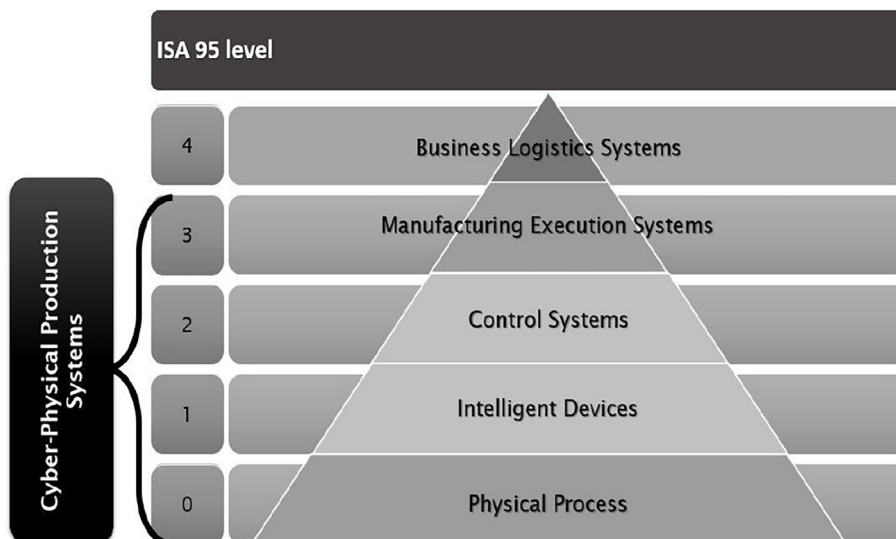 ISA 95 level
4
Business Logistics Systems
3
Manufacturing Execution Systems
2
Control Systems
1
Intelligent Devices
0
Physical Process
Cyber-Physical Production
Systems